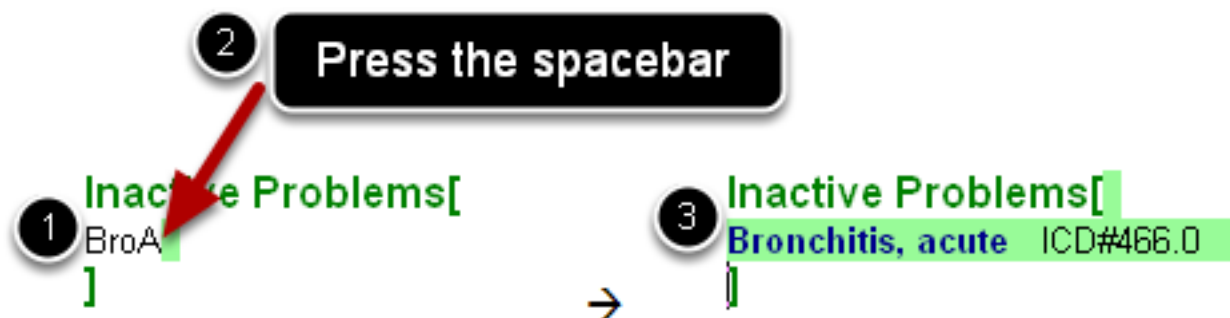 2
Press the spacebar
Inactive Problems[
1
BroA
]
→
3
Inactive Problems[
Bronchitis, acute ICD#466.0
]